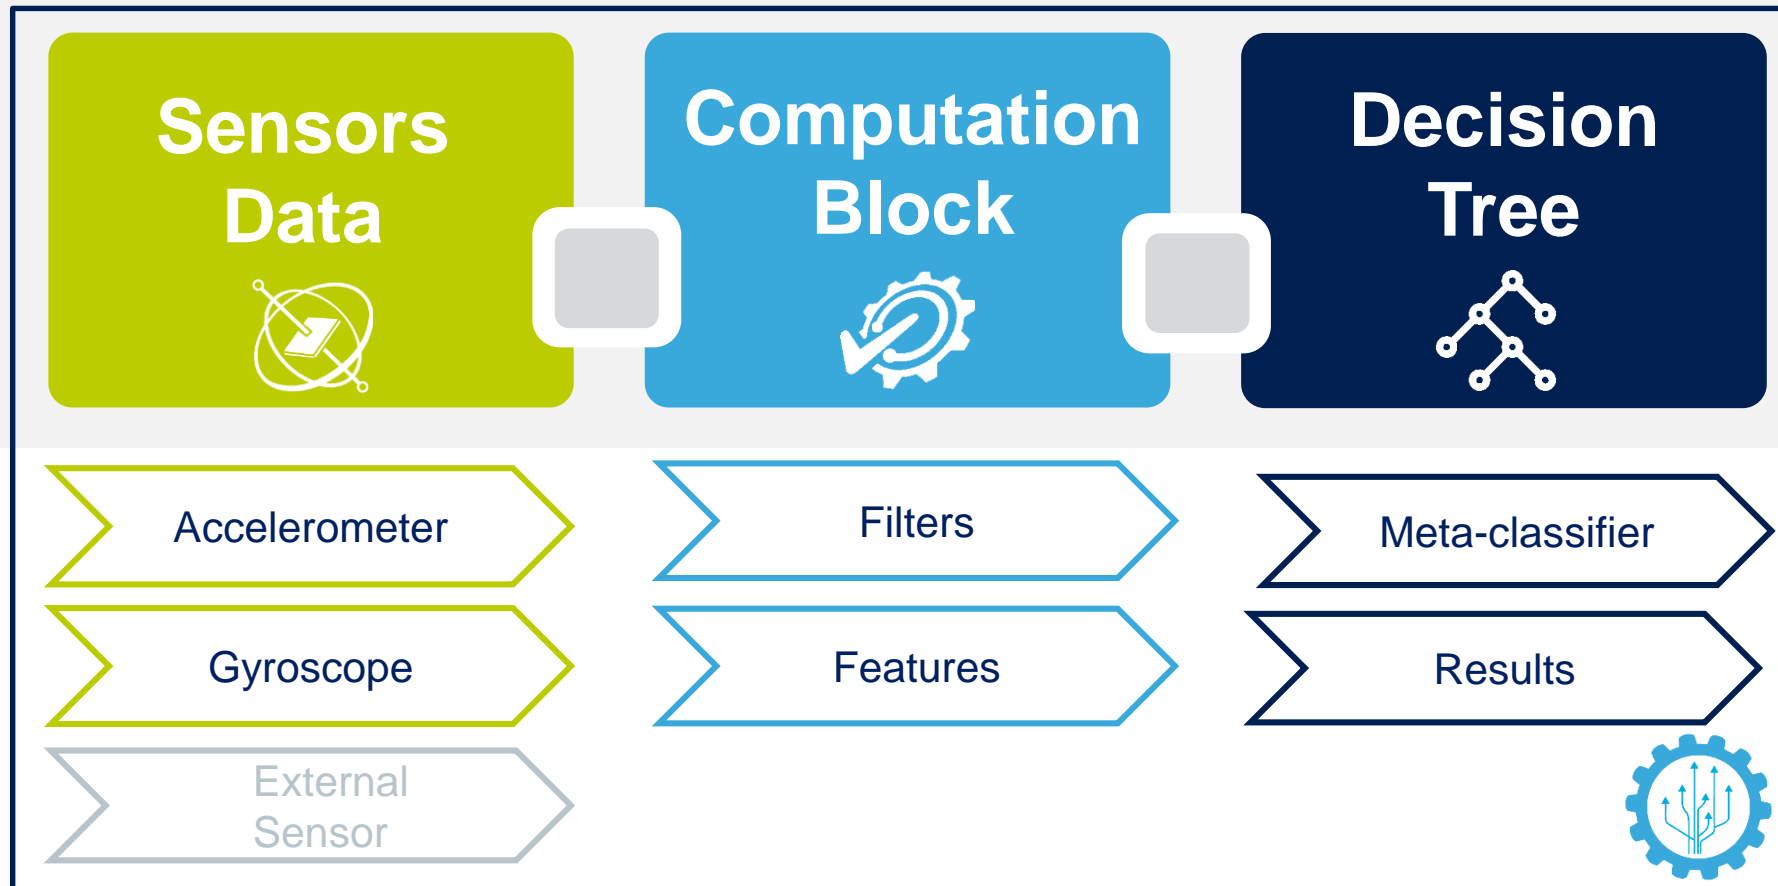 Sensors
Data
Computation
Block
Decision
Tree
Accelerometer
Gyroscope
External
Sensor
Filters
Features
Meta-classifier
Results